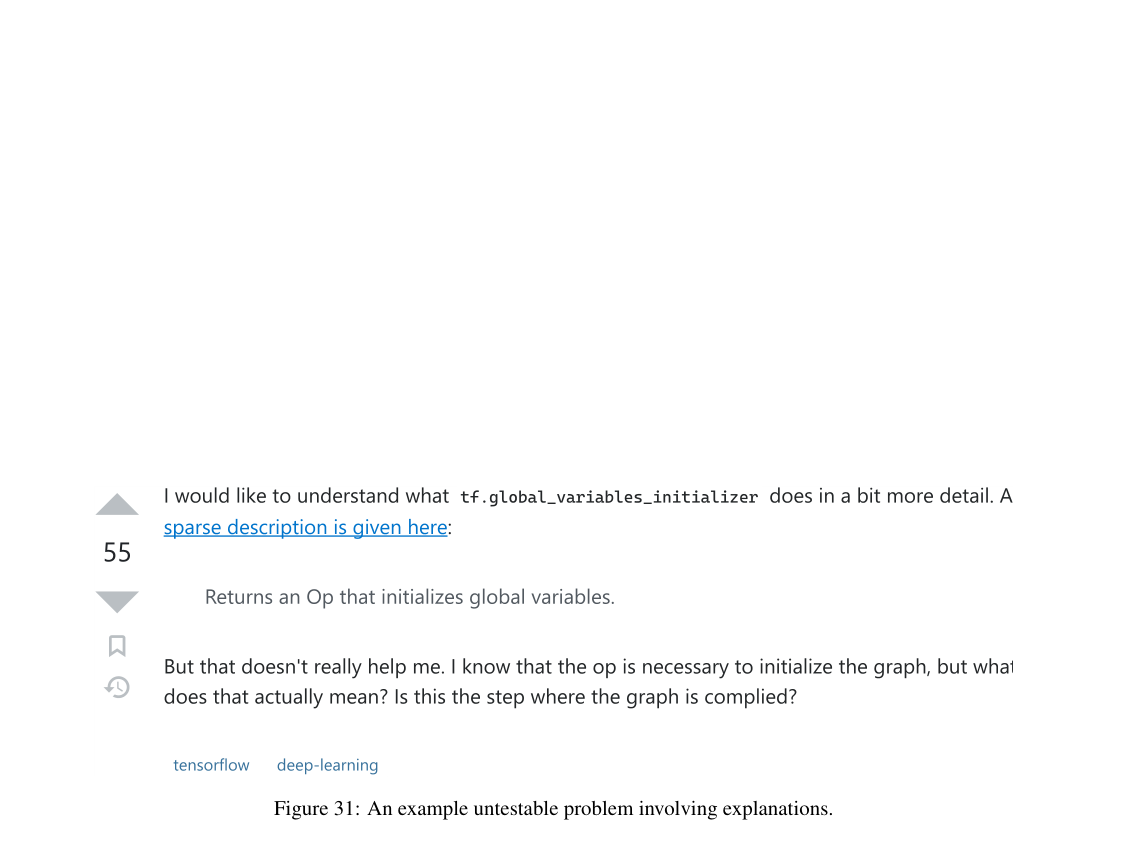 I would like to understand what tf.global_variables_initializer does in a bit more detail. A
sparse description is given here:
55
Returns an Op that initializes global variables.
But that doesn't really help me. I know that the op is necessary to initialize the graph, but what
does that actually mean? Is this the step where the graph is complied?
tensorflow deep-learning
Figure 31: An example untestable problem involving explanations.